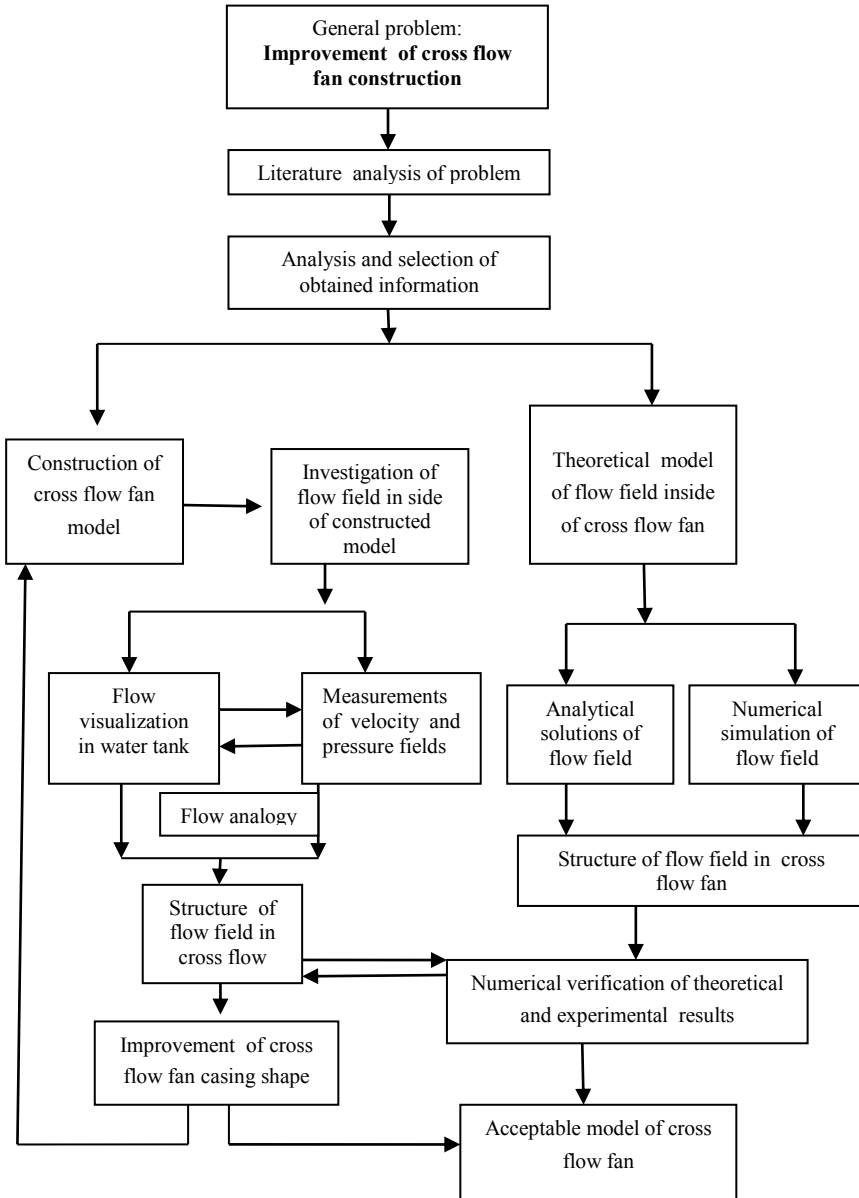 General problem:
Improvement of cross flow
fan construction
Literature analysis of problem
Analysis and selection of
obtained information
Construction of
cross flow fan
model
Investigation of
flow field in side
of constructed
model
Theoretical model
of flow field inside
of cross flow fan
Flow
visualization
in water tank
Measurements
of velocity and
pressure fields
Analytical
solutions of
flow field
Numerical
simulation of
flow field
Flow analogy
Structure of flow field in cross
flow fan
Structure of
flow field in
cross flow
Numerical verification of theoretical
and experimental results
Improvement of cross
flow fan casing shape
Acceptable model of cross
flow fan